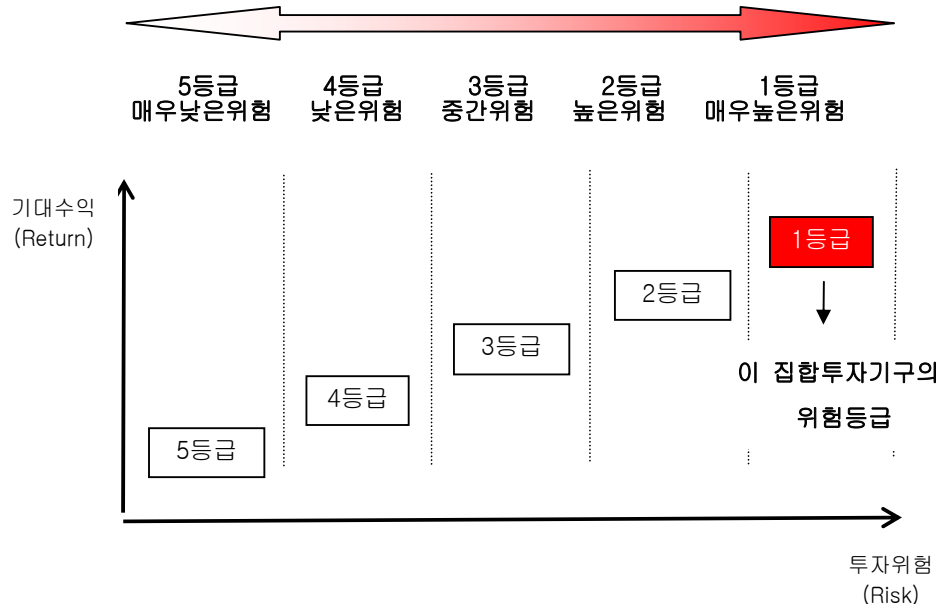 5등급 4등급 3등급 2등급 1등급
매우낮은위험 낮은위험 중간위험 높은위험 매우높은위험
기대수익
(Return)
1등급
2등급
3등급
이 집합투자기구의
4등급
위험등급
5등급
투자위험
(Risk)